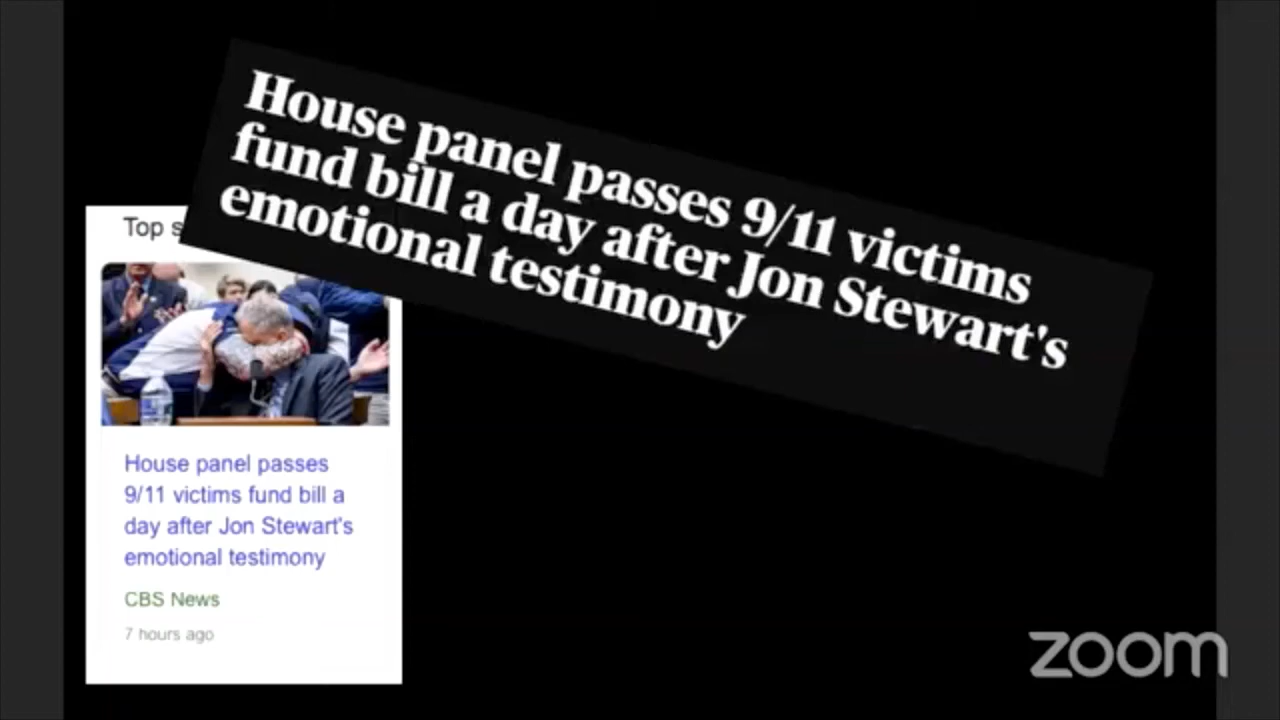 House panel passes 9/11 victims
fund bill a day after Jon Stewart's
emotional testimony
Top s
House panel passes
9/11 victims fund bill a
day after Jon Stewart's
emotional testimony
CBS News
7 hours ago
zoom